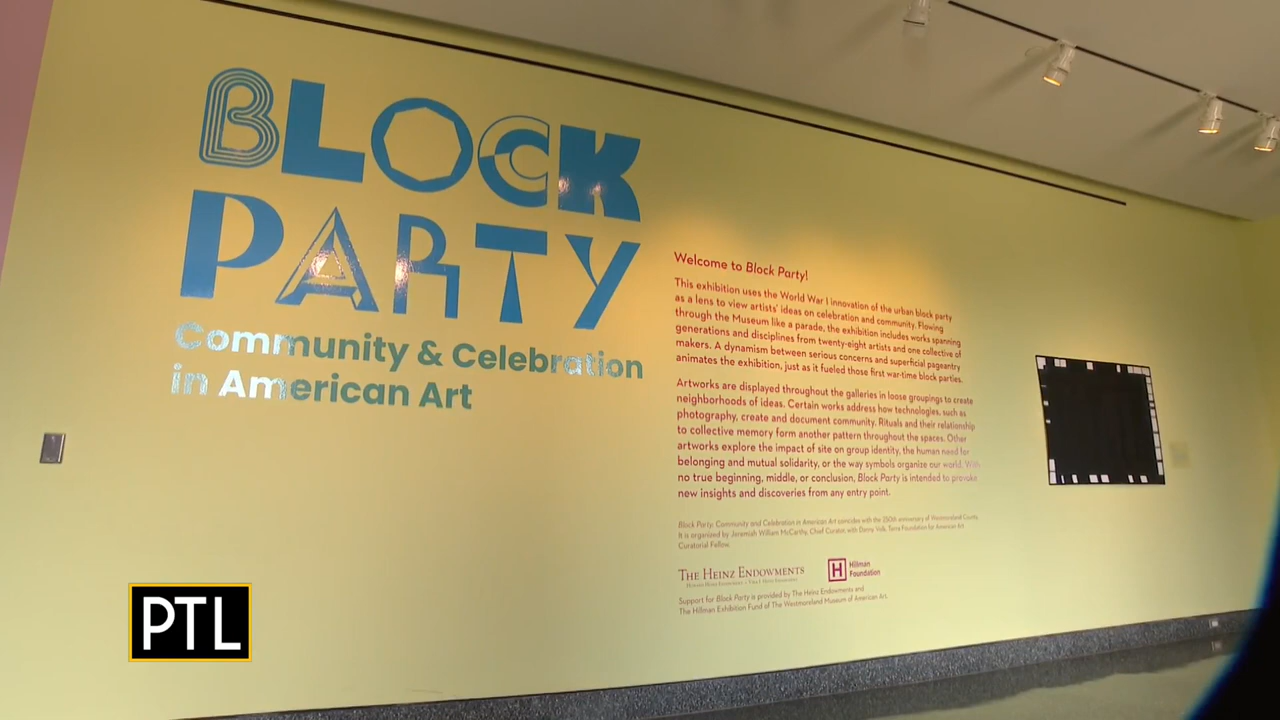 BLOCK
PARTY
Community & Celebration
in American Art
Welcome to Block Party!
This exhibition uses the World War I innovation of the urban block party
as a lens to view artists' ideas on celebration and community. Flowing
through the Museum like a parade, the exhibition includes works spanning
generations and disciplines from twenty-eight artists and one collective of
makers. A dynamism between serious concerns and superficial pageantry
animates the exhibition, just as it fueled those first war-time block parties.
Artworks are displayed throughout the galleries in loose groupings to create
neighborhoods of ideas. Certain works address how technologies, such as
photography, create and document community. Rituals and their relationship
to collective memory form another pattern throughout the spaces. Other
artworks explore the impact of site on group identity, the human need for
belonging and mutual solidarity, or the way symbols organize our world. With
no true beginning, middle, or conclusion, Block Party is intended to provoke
new insights and discoveries from any entry point.
Block Party: Community and Celebration in American Art coincides with the 250th anniversary of Westmoreland County.
It is organized by Jeremiah William McCarthy, Chief Curator, with Danny Volk, Terra Foundation for American Art
Curatorial Fellow.
THE HEINZ ENDOWMENTS
H Hillman
Foundation
Support for Block Party is provided by The Heinz Endowments and
The Hillman Exhibition Fund of The Westmoreland Museum of American Art.
PTL